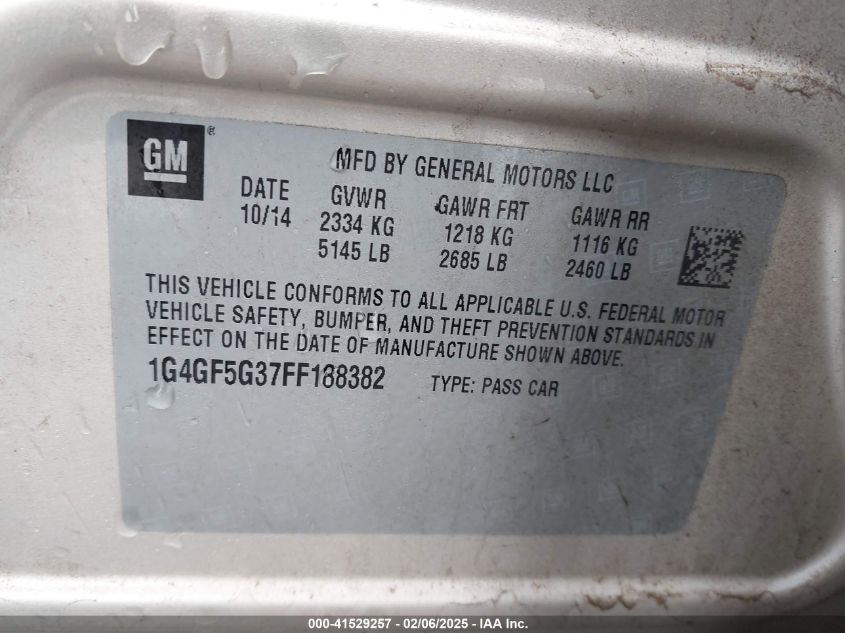 GM®
MFD BY GENERAL MOTORS LLC
DATE GVWR GAWR FRT GAWR RR
10/14 2334 KG 1218 KG 1116 KG
5145 LB 2685 LB 2460 LB
THIS VEHICLE CONFORMS TO ALL APPLICABLE U.S. FEDERAL MOTOR
VEHICLE SAFETY, BUMPER, AND THEFT PREVENTION STANDARDS IN
EFFECT ON THE DATE OF MANUFACTURE SHOWN ABOVE.
1G4GF5G37FF188382 TYPE: PASS CAR
000-41529257 - 02/06/2025 - IAA Inc.